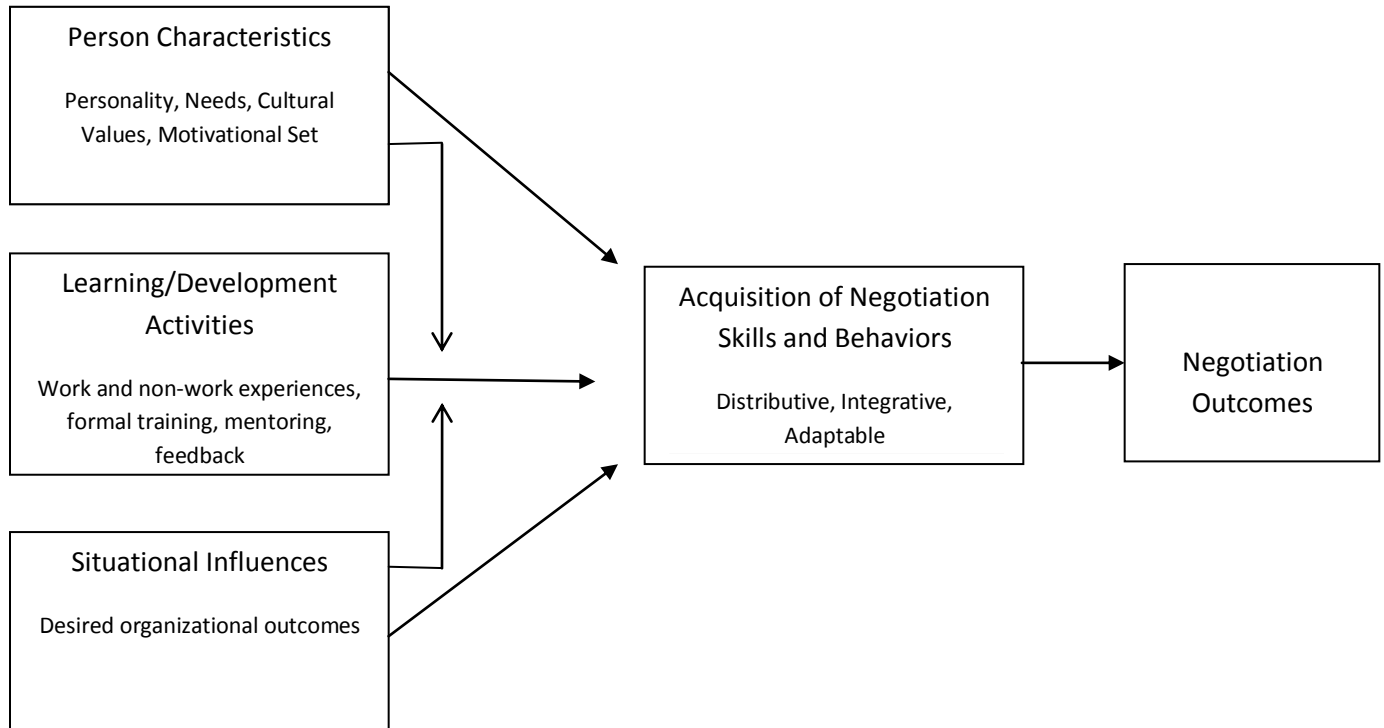 Person Characteristics
Personality, Needs, Cultural
Values, Motivational Set
Learning/Development
Activities
Work and non-work experiences,
formal training, mentoring,
feedback
Situational Influences
Desired organizational outcomes
Acquisition of Negotiation
Skills and Behaviors
Distributive, Integrative,
Adaptable
Negotiation
Outcomes